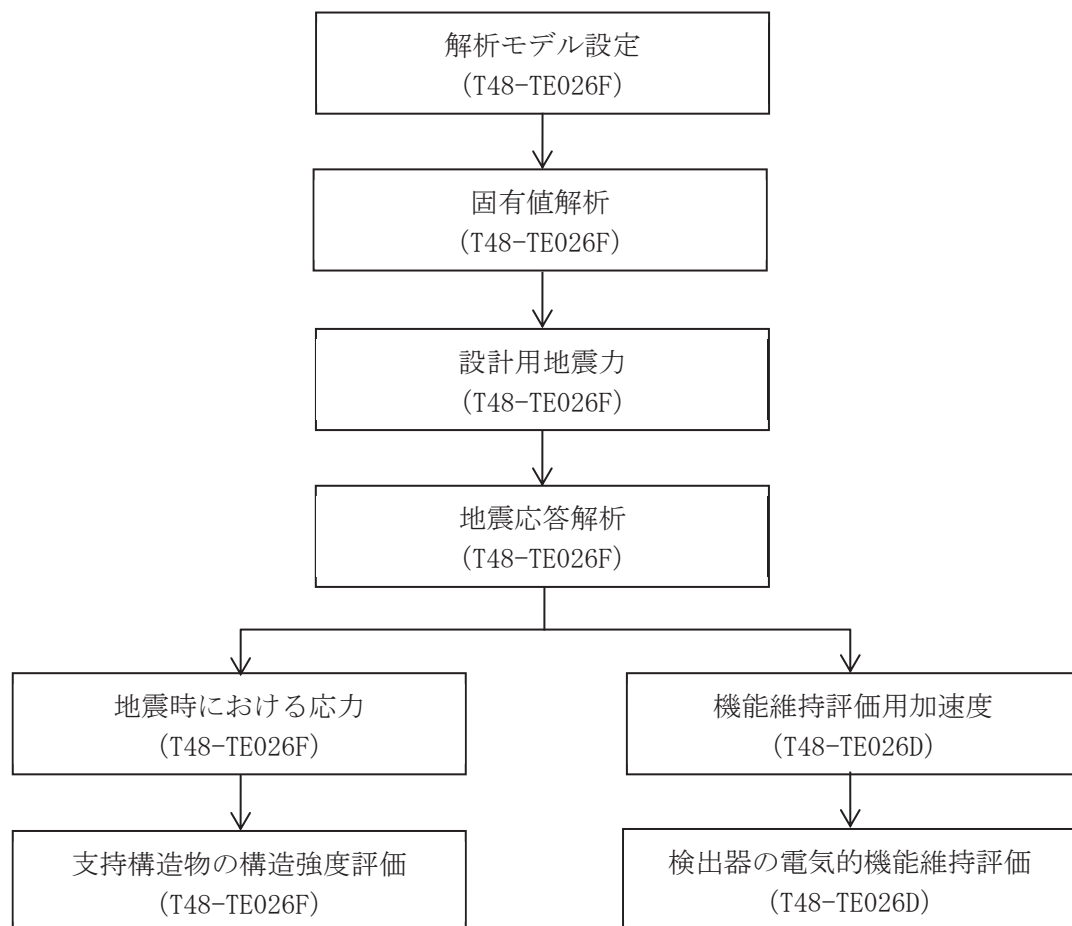 解析モデル設定
(T48-TE026F)
固有値解析
(T48-TE026F)
設計用地震力
(T48-TE026F)
地震応答解析
(T48-TE026F)
地震時における応力
(T48-TE026F)
機能維持評価用加速度
(T48-TE026D)
支持構造物の構造強度評価
(T48-TE026F)
検出器の電気的機能維持評価
(T48-TE026D)